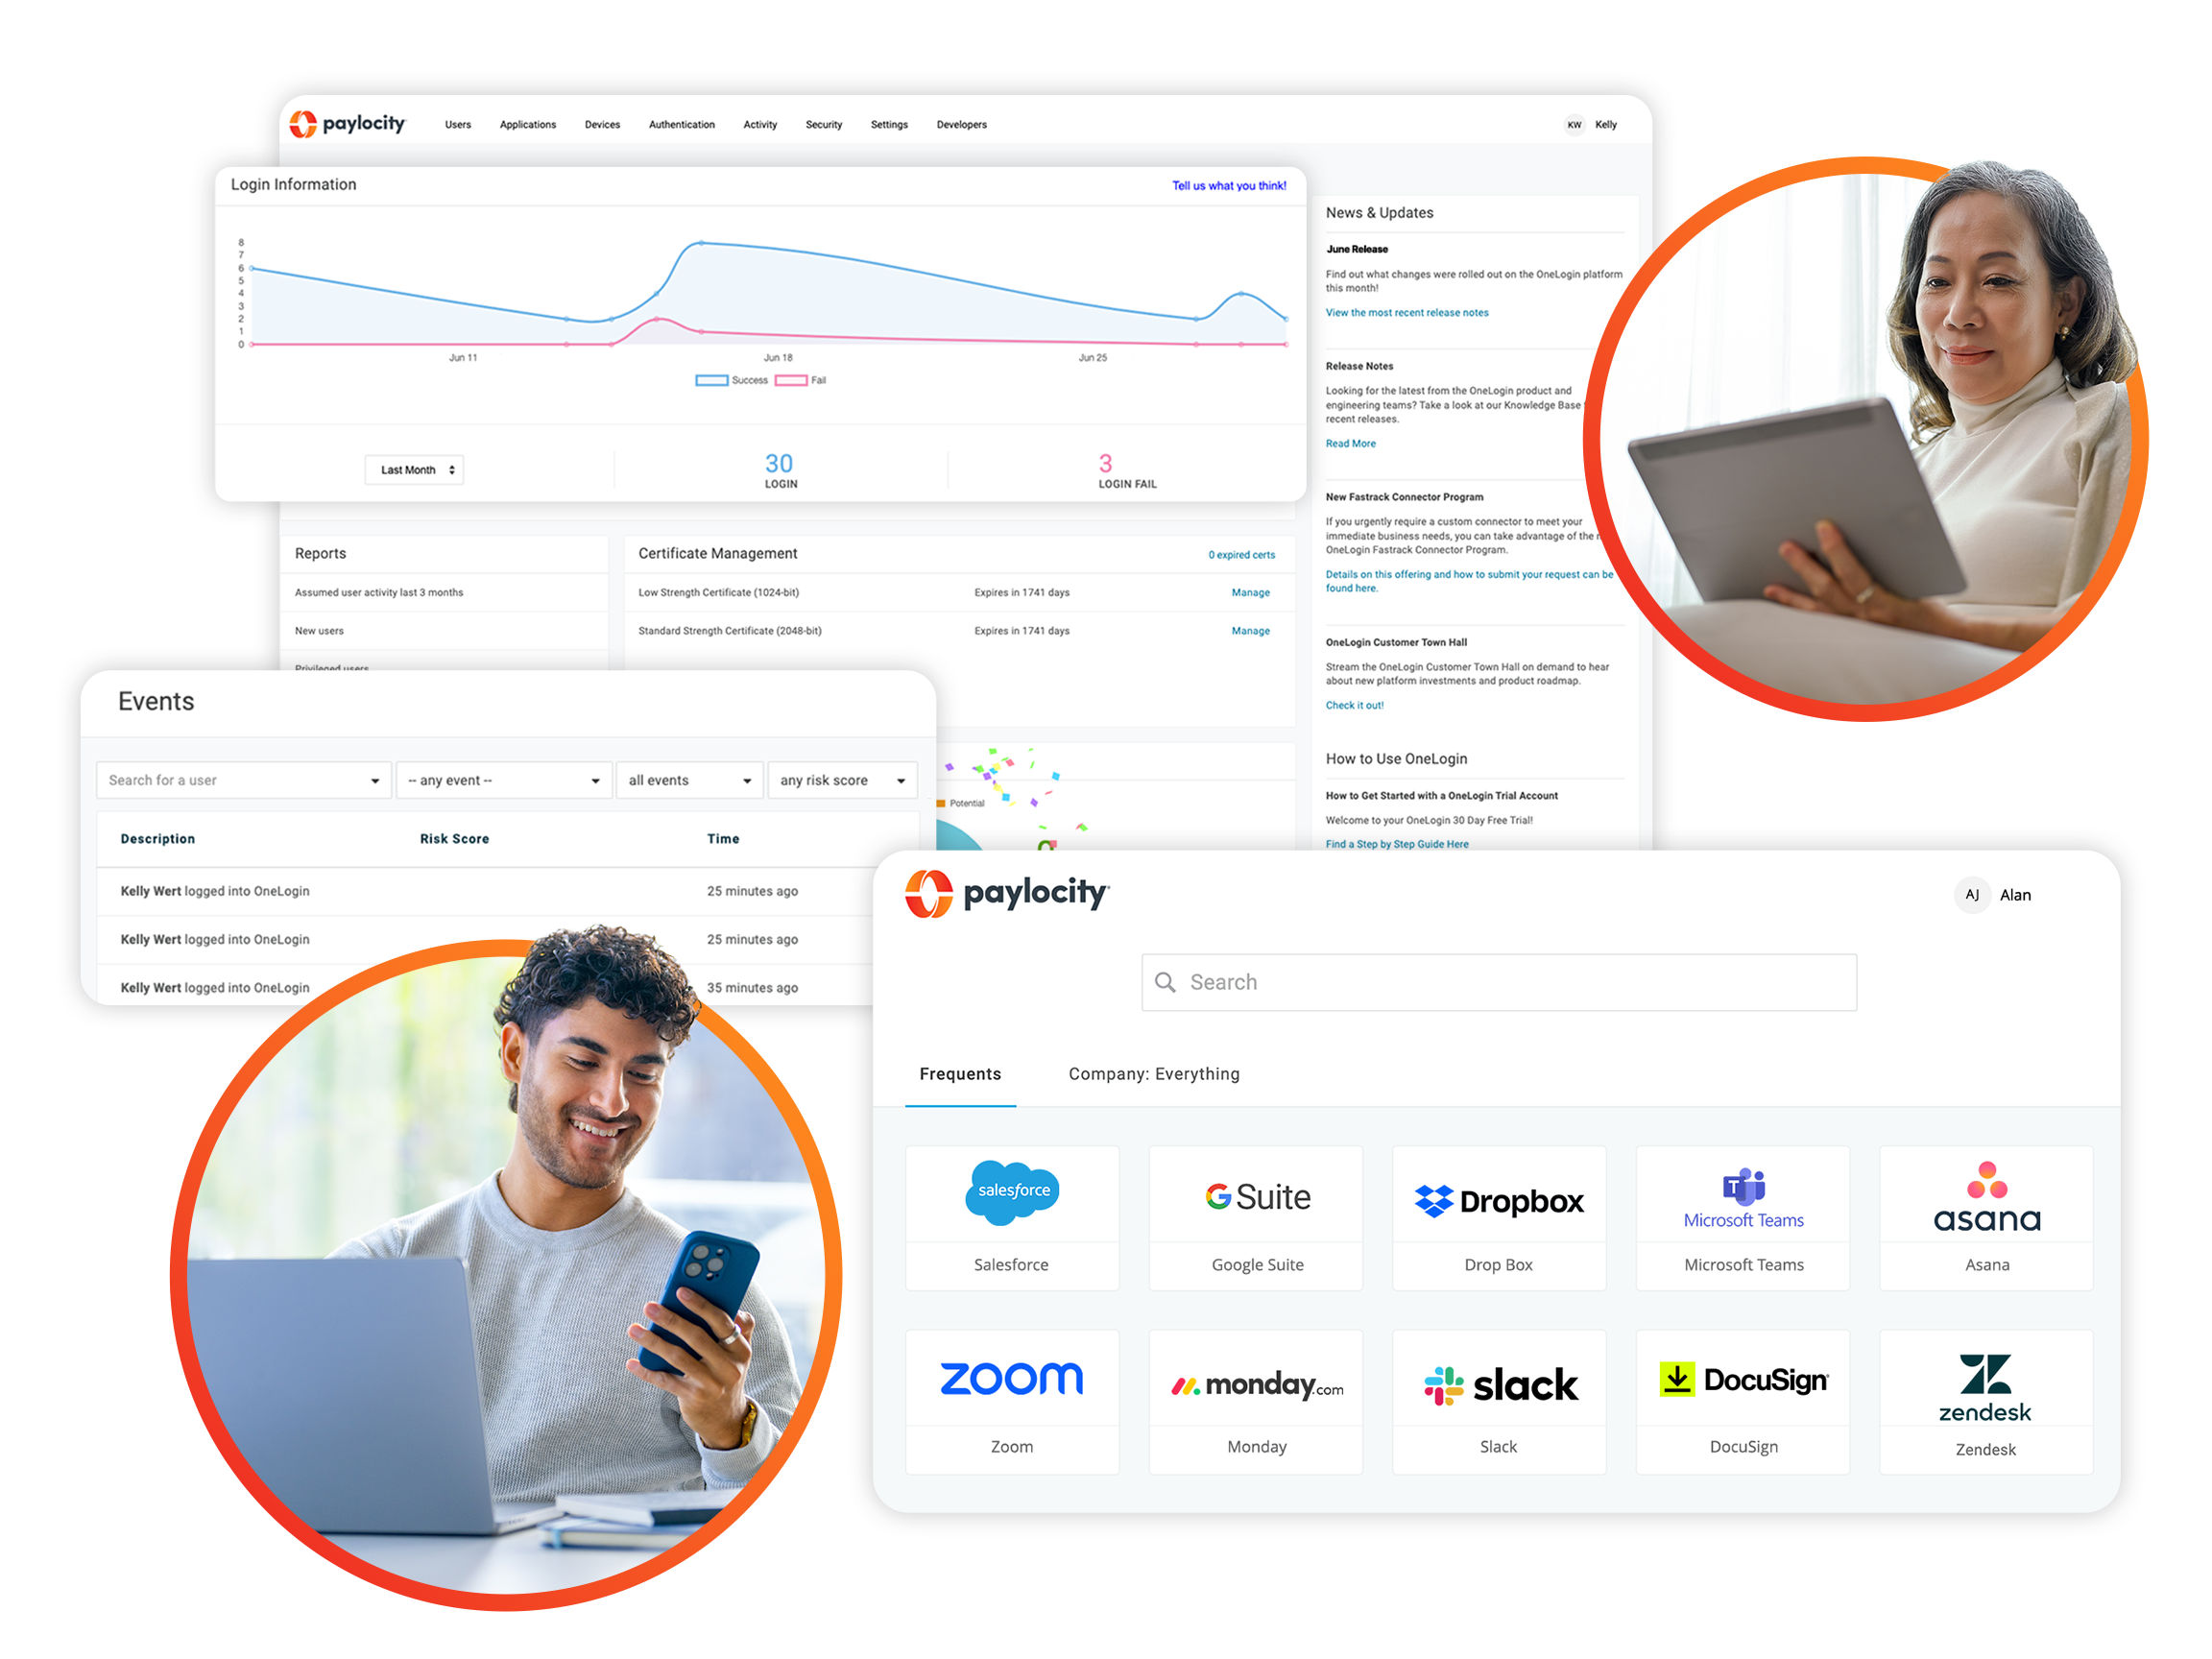 paylocity
Users Applications Devices Authentication Activity Security Settings Developers
KW Kelly
Login Information
Tell us what you think!
8
7
6
5
4
3
2
1
0
Jun 11 Jun 18 Jun 25
Success Fail
Last Month
30
LOGIN
3
LOGIN FAIL
News & Updates
June Release
Find out what changes were rolled out on the OneLogin platform
this month!
View the most recent release notes
Release Notes
Looking for the latest from the OneLogin product and
engineering teams? Take a look at our Knowledge Base
recent releases.
Read More
New Fastrack Connector Program
If you urgently require a custom connector to meet your
immediate business needs, you can take advantage of the
OneLogin Fastrack Connector Program.
Details on this offering and how to submit your request can be
found here.
OneLogin Customer Town Hall
Stream the OneLogin Customer Town Hall on demand to hear
about new platform investments and product roadmap.
Check it out!
How to Use OneLogin
How to Get Started with a OneLogin Trial Account
Welcome to your OneLogin 30 Day Free Trial!
Find a Step by Step Guide Here
Reports
Assumed user activity last 3 months
New users
Privileged users
Certificate Management
0 expired certs
Low Strength Certificate (1024-bit) Expires in 1741 days Manage
Standard Strength Certificate (2048-bit) Expires in 1741 days Manage
Potential
Events
Search for a user -- any event -- all events any risk score
Description Risk Score Time
Kelly Wert logged into OneLogin 25 minutes ago
Kelly Wert logged into OneLogin 25 minutes ago
Kelly Wert logged into OneLogin 35 minutes ago
paylocity
AJ Alan
Search
Frequents Company: Everything
salesforce
Salesforce
G Suite
Google Suite
Dropbox
Drop Box
T
Microsoft Teams
Microsoft Teams
asana
Asana
zoom
Zoom
monday.com
Monday
slack
Slack
DocuSign
DocuSign
zendesk
Zendesk